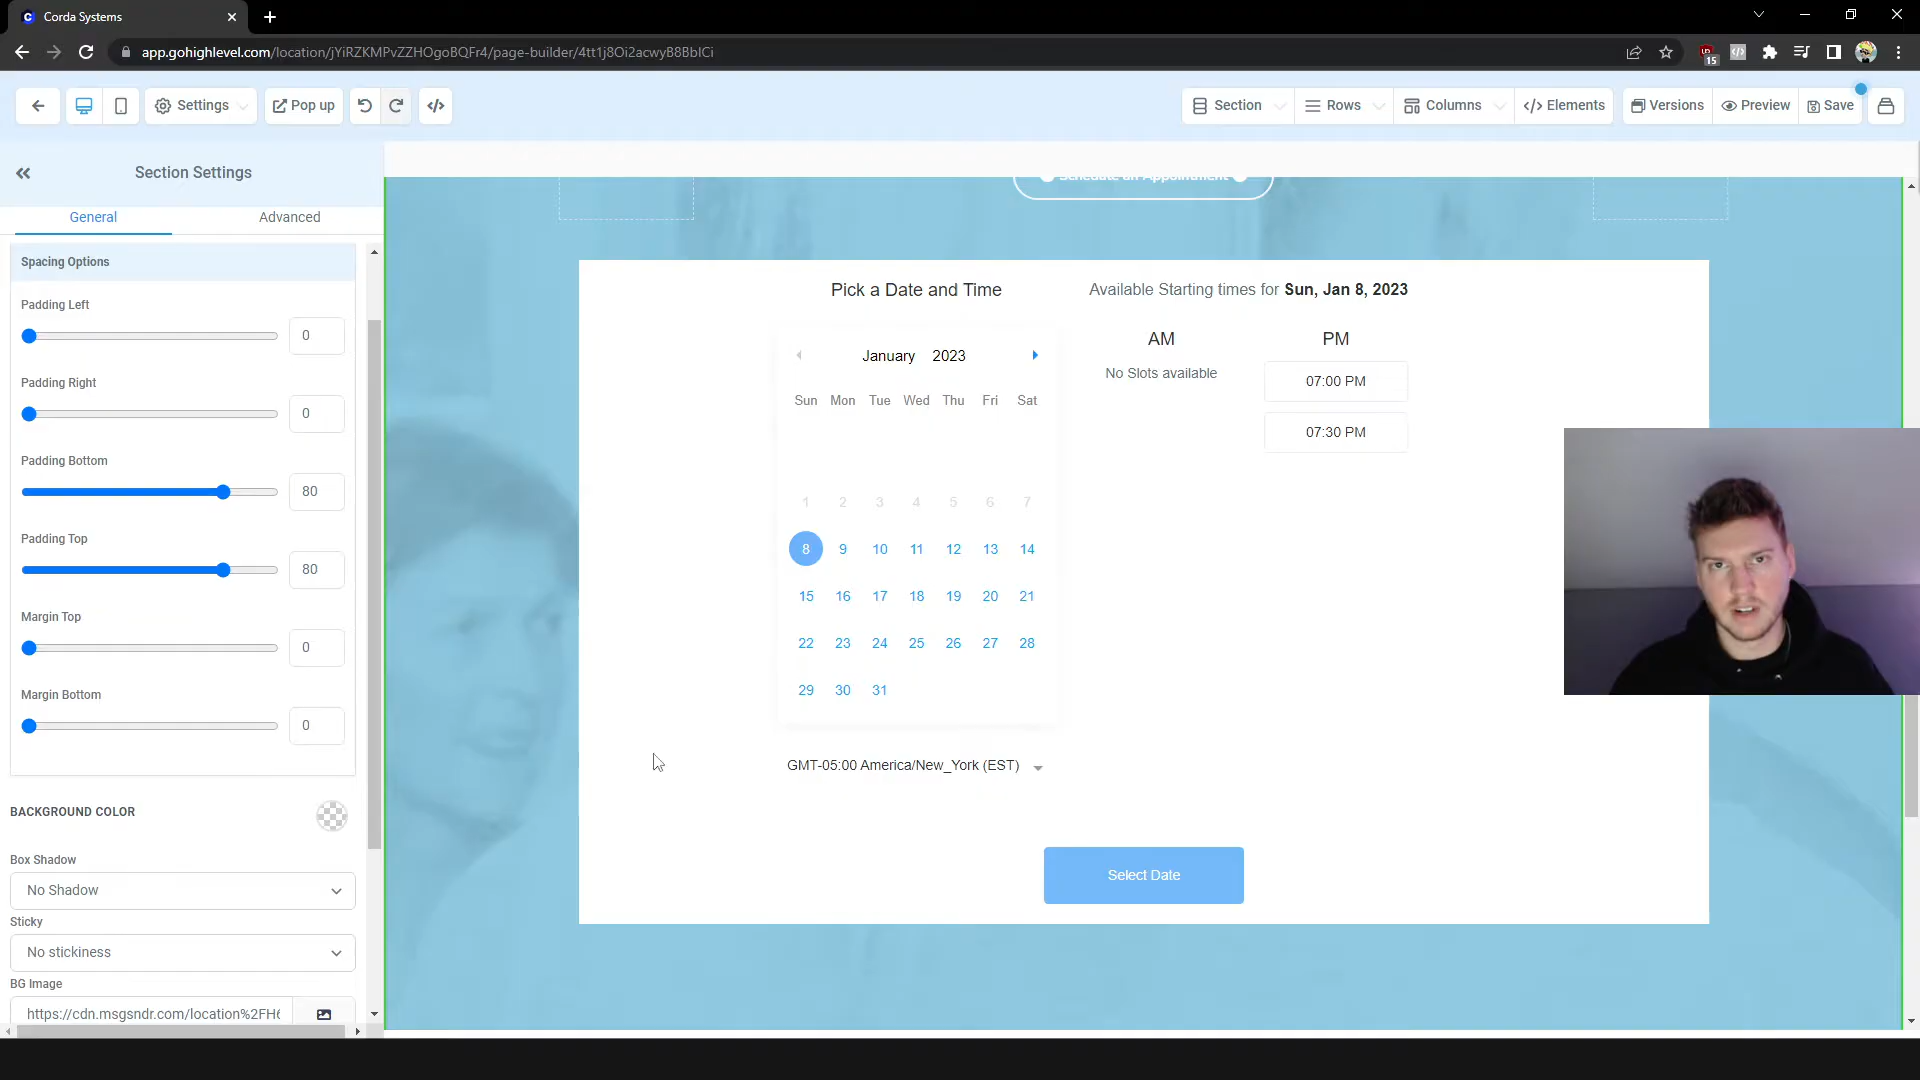 Corda Systems
app.gohighlevel.com/location/jYiRZKMPvZZHOgoBQFr4/page-builder/4tt1j8Oi2acwyB8BbICi
15
Settings
Pop up
Section
Rows
Columns
</> Elements
Versions
Preview
Save
Section Settings
General
Advanced
Spacing Options
Padding Left
0
Padding Right
0
Padding Bottom
80
Padding Top
80
Margin Top
0
Margin Bottom
0
BACKGROUND COLOR
Box Shadow
No Shadow
Sticky
No stickiness
BG Image
https://cdn.msgsndr.com/location%2FH6
Schedule an Appointment
Pick a Date and Time
January 2023
Sun Mon Tue Wed Thu Fri Sat
1 2 3 4 5 6 7
8 9 10 11 12 13 14
15 16 17 18 19 20 21
22 23 24 25 26 27 28
29 30 31
GMT-05:00 America/New_York (EST)
Available Starting times for Sun, Jan 8, 2023
AM
No Slots available
PM
07:00 PM
07:30 PM
Select Date